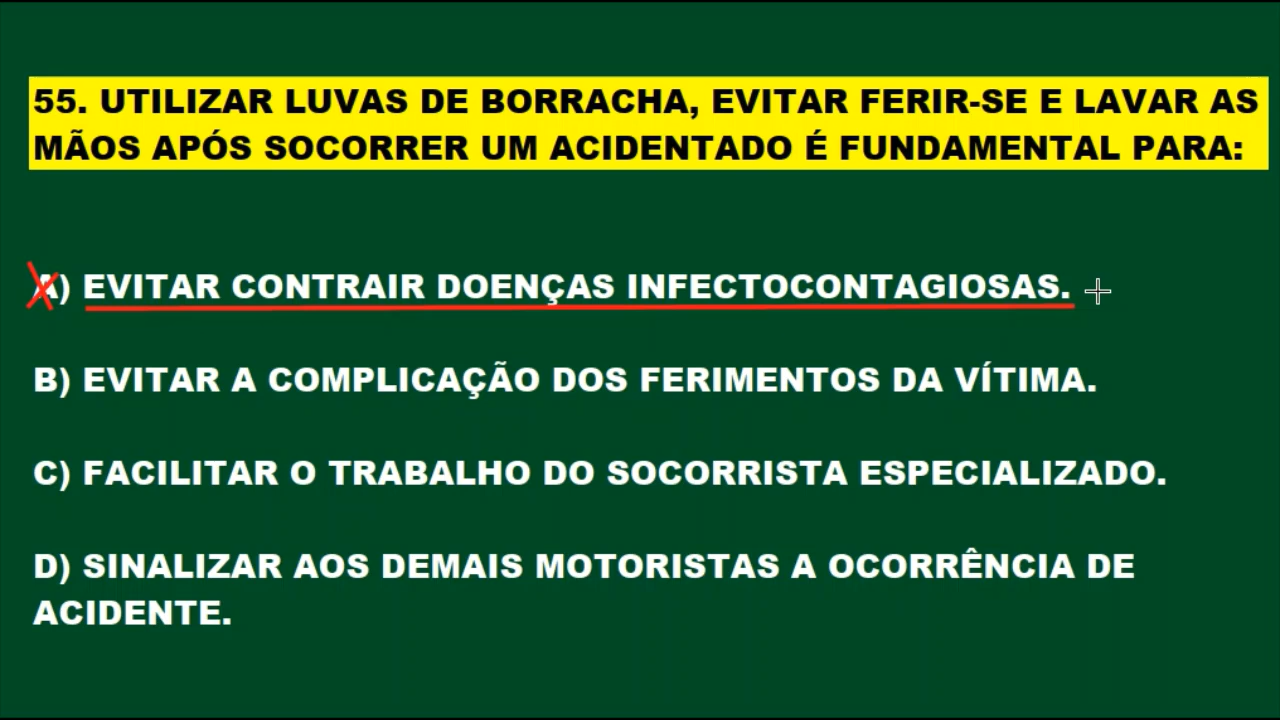 55. UTILIZAR LUVAS DE BORRACHA, EVITAR FERIR-SE E LAVAR AS
MÃOS APÓS SOCORRER UM ACIDENTADO É FUNDAMENTAL PARA:
A) EVITAR CONTRAIR DOENÇAS INFECTOCONTAGIOSAS.
B) EVITAR A COMPLICAÇÃO DOS FERIMENTOS DA VÍTIMA.
C) FACILITAR O TRABALHO DO SOCORRISTA ESPECIALIZADO.
D) SINALIZAR AOS DEMAIS MOTORISTAS A OCORRÊNCIA DE
ACIDENTE.